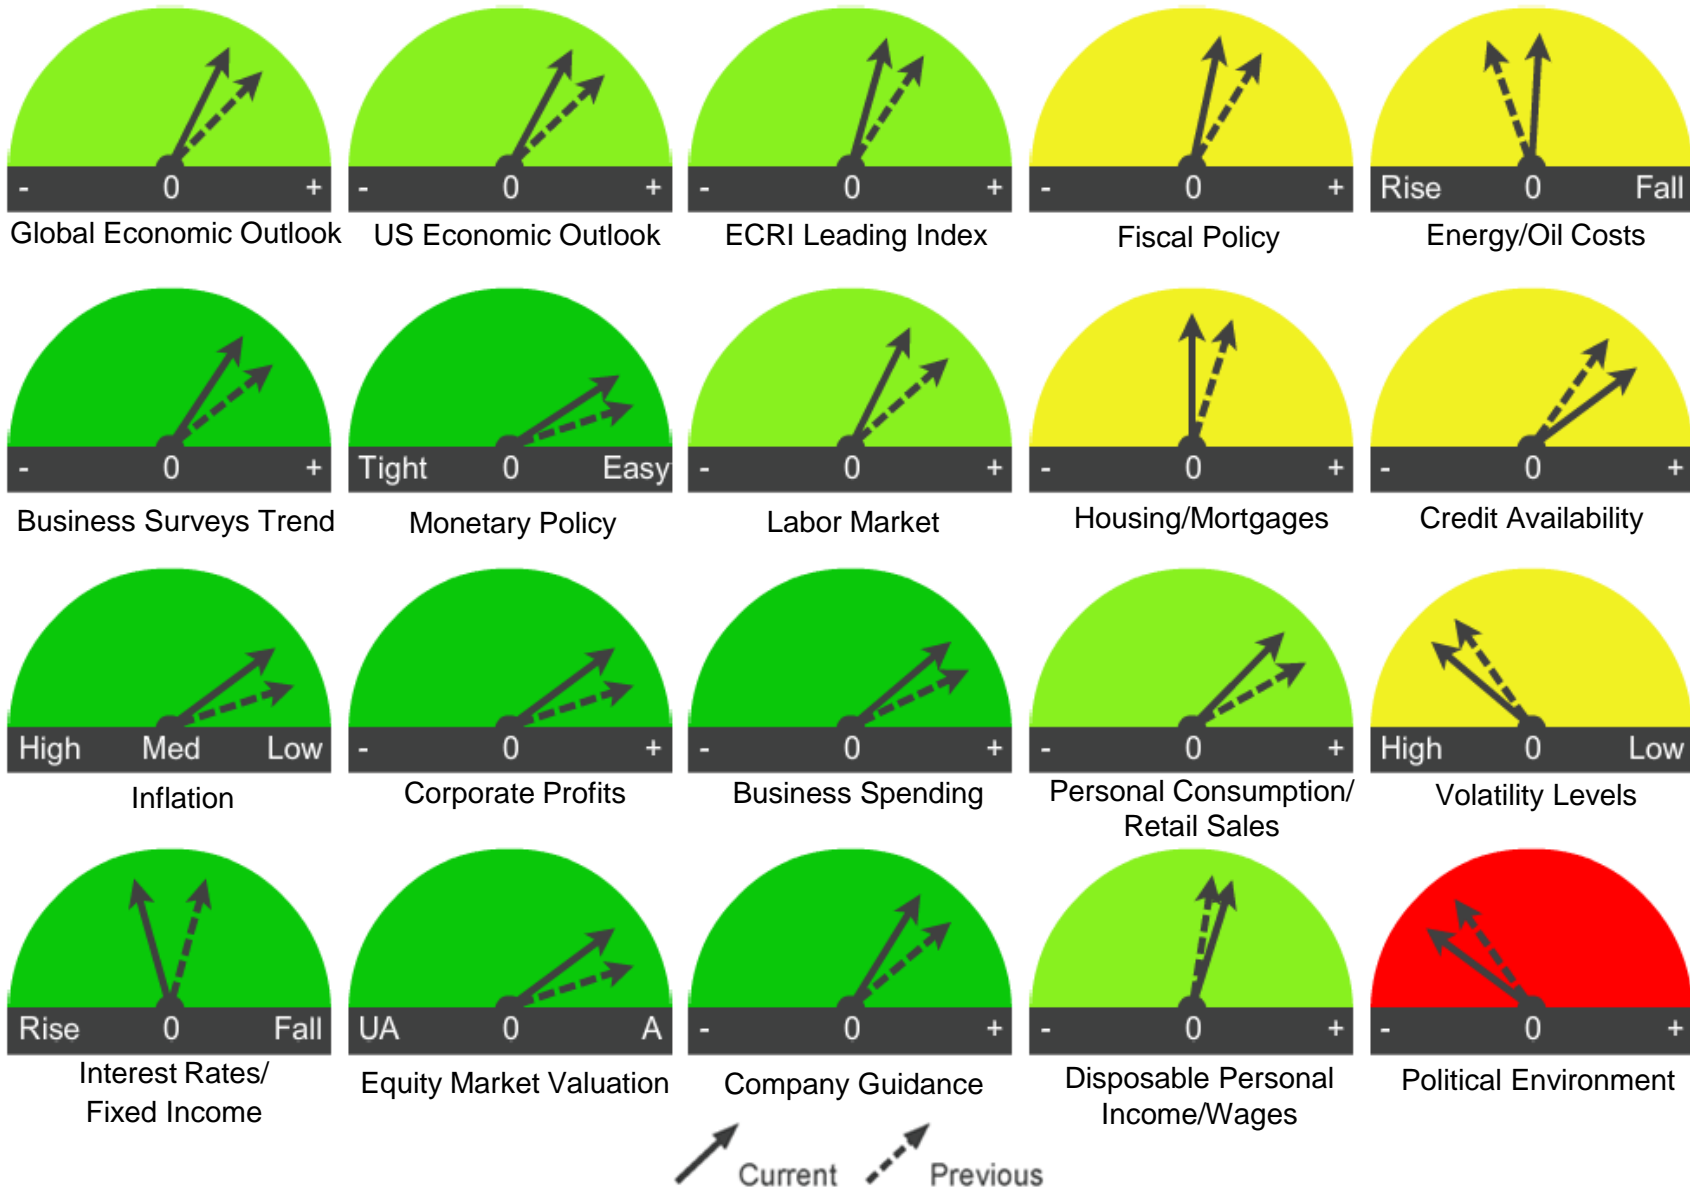 - 0 +
- 0 +
- 0 +
- 0 +
Rise 0 Fall
Global Economic Outlook
US Economic Outlook
ECRI Leading Index
Fiscal Policy
Energy/Oil Costs
- 0 +
Tight 0 Easy
- 0 +
- 0 +
- 0 +
Business Surveys Trend
Monetary Policy
Labor Market
Housing/Mortgages
Credit Availability
High Med Low
- 0 +
- 0 +
- 0 +
High 0 Low
Inflation
Corporate Profits
Business Spending
Personal Consumption/
Retail Sales
Volatility Levels
Rise 0 Fall
UA 0 A
- 0 +
- 0 +
- 0 +
Interest Rates/
Fixed Income
Equity Market Valuation
Company Guidance
Disposable Personal
Income/Wages
Political Environment
Current
Previous